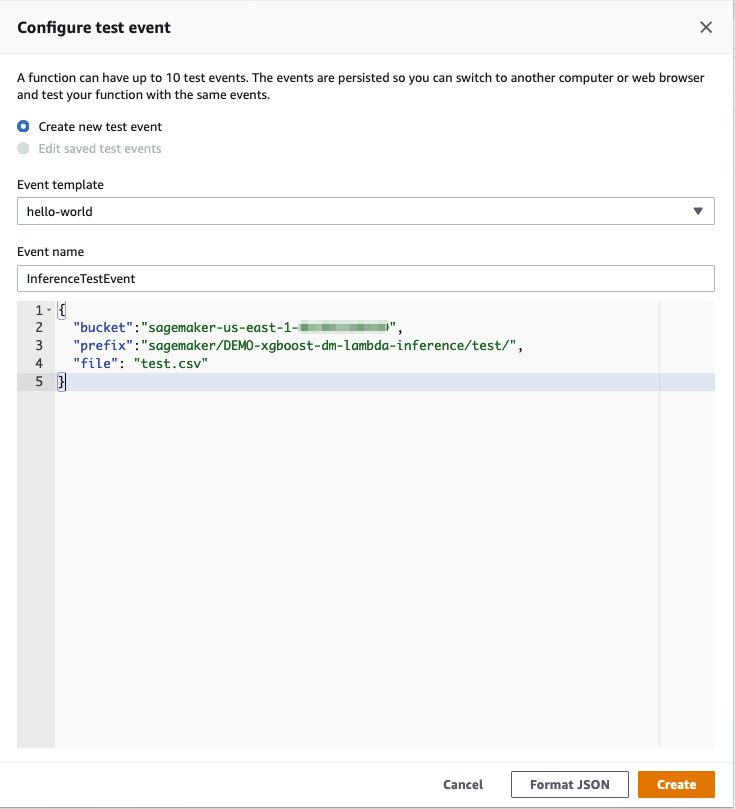 Configure test event
A function can have up to 10 test events. The events are persisted so you can switch to another computer or web browser
and test your function with the same events.
Create new test event
Edit saved test events
Event template
hello-world
Event name
InferenceTestEvent
1 {
2 "bucket":"sagemaker-us-east-1-",
3 "prefix":"sagemaker/DEMO-xgboost-dm-lambda-inference/test/",
4 "file": "test.csv"
5 }
Cancel Format JSON Create